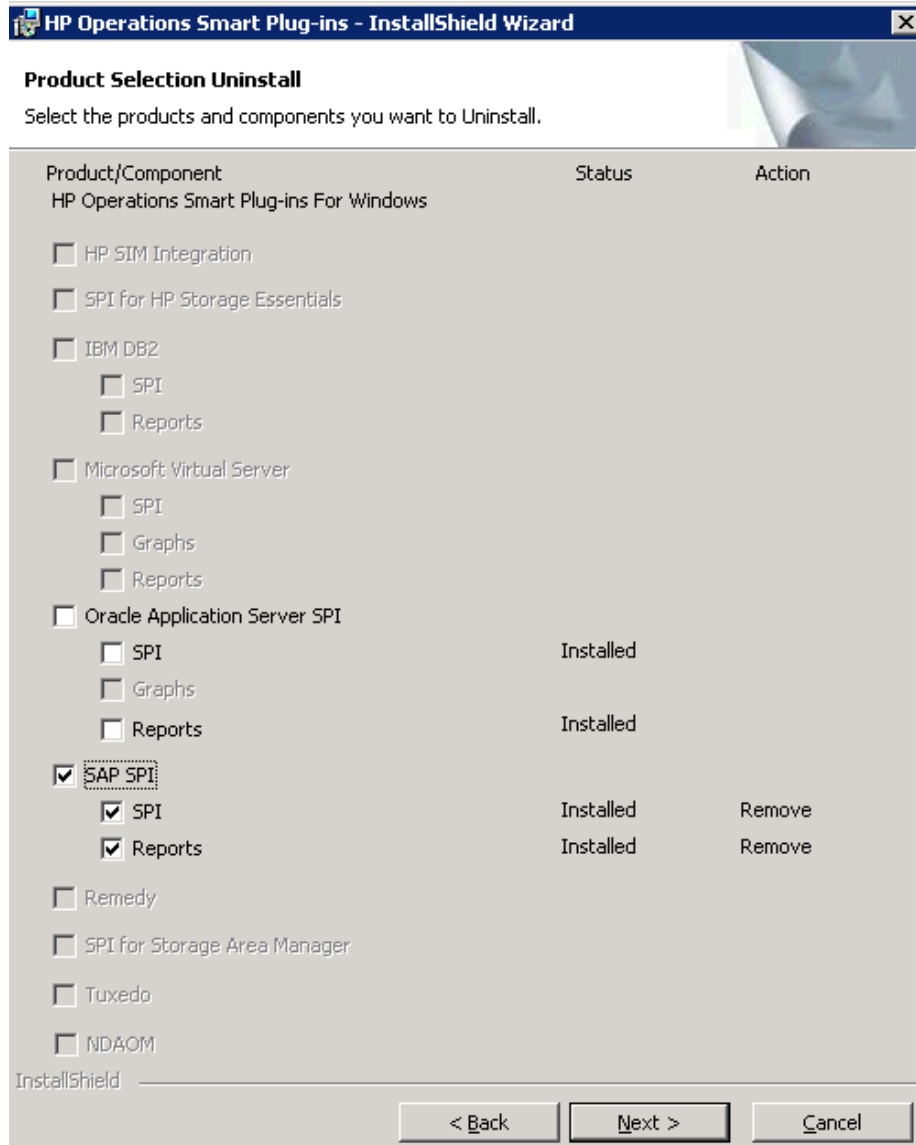 HP Operations Smart Plug-ins - InstallShield Wizard
Product Selection Uninstall
Select the products and components you want to Uninstall.
Product/Component Status Action
HP Operations Smart Plug-ins For Windows
HP SIM Integration
SPI for HP Storage Essentials
IBM DB2
SPI
Reports
Microsoft Virtual Server
SPI
Graphs
Reports
Oracle Application Server SPI
SPI Installed
Graphs
Reports Installed
SAP SPI
SPI Installed Remove
Reports Installed Remove
Remedy
SPI for Storage Area Manager
Tuxedo
NDAOM
InstallShield
< Back Next > Cancel